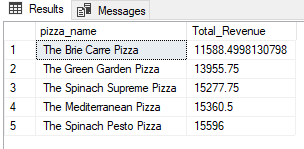 Results Messages
pizza_name Total_Revenue
1 The Brie Carre Pizza 11588.4998130798
2 The Green Garden Pizza 13955.75
3 The Spinach Supreme Pizza 15277.75
4 The Mediterranean Pizza 15360.5
5 The Spinach Pesto Pizza 15596